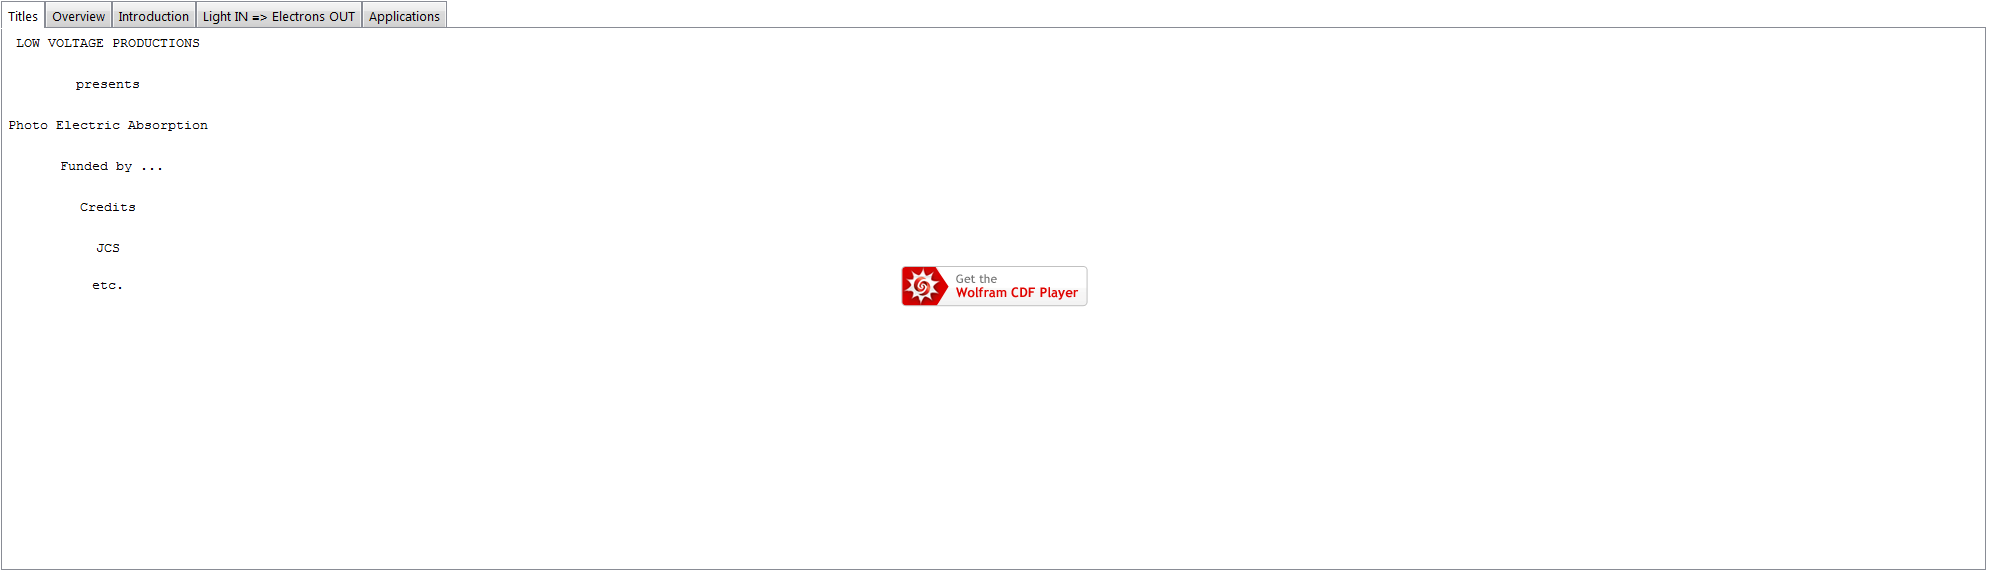 Titles Overview Introduction Light IN => Electrons OUT Applications
LOW VOLTAGE PRODUCTIONS
presents
Photo Electric Absorption
Funded by ...
Credits
JCS
etc.
Get the
Wolfram CDF Player